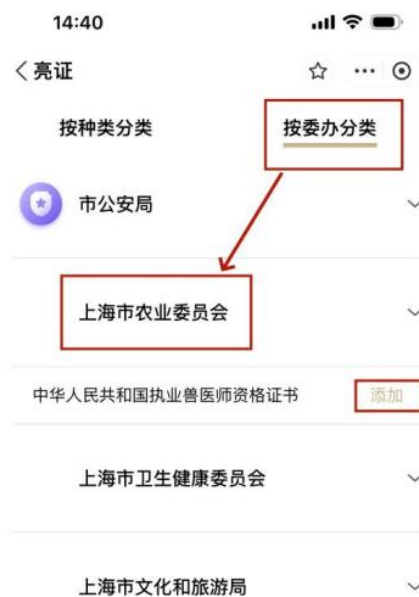 14:40
亮证
按种类分类 按委办分类
市公安局
上海市农业委员会
中华人民共和国执业兽医师资格证书 添加
上海市卫生健康委员会
上海市文化和旅游局